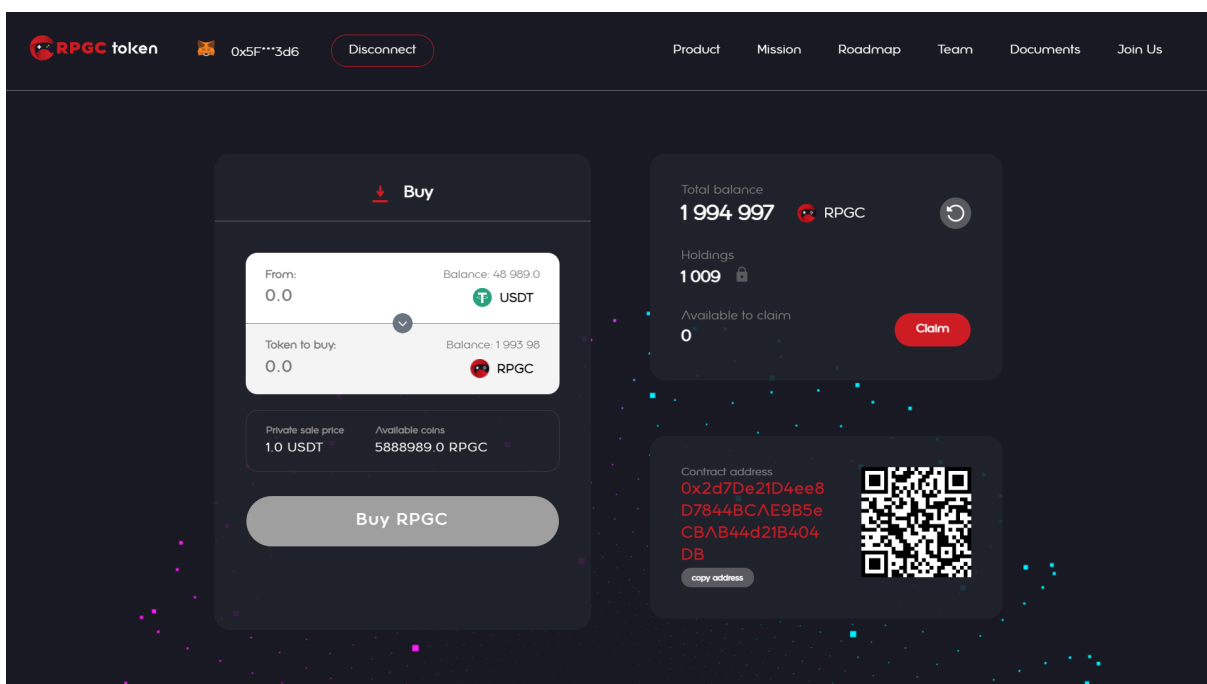 RPGC token
0x5F***3d6
Disconnect
Product
Mission
Roadmap
Team
Documents
Join Us
Buy
From:
Balance: 48 989.0
0.0
USDT
Token to buy:
Balance: 1 993 98
0.0
RPGC
Private sale price
Available coins
1.0 USDT
5888989.0 RPGC
Buy RPGC
Total balance
1 994 997
RPGC
Holdings
1 009
Available to claim
0
Claim
Contract address
0x2d7De21D4ee8
D7844BCAE9B5e
CBAB44d21B404
DB
copy address